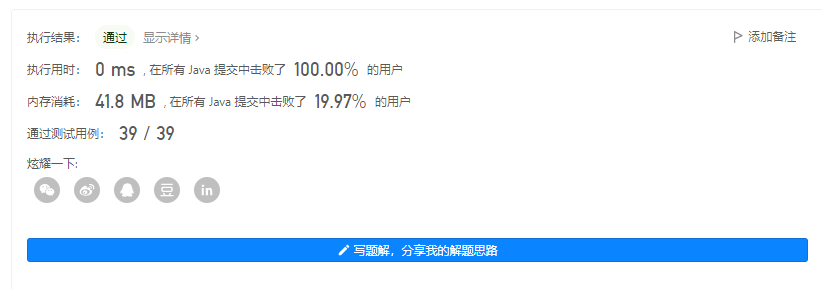 执行结果： 通过 显示详情 > 添加备注
执行用时： 0 ms , 在所有 Java 提交中击败了 100.00% 的用户
内存消耗： 41.8 MB , 在所有 Java 提交中击败了 19.97% 的用户
通过测试用例： 39 / 39
炫耀一下:
豆 in
写题解，分享我的解题思路